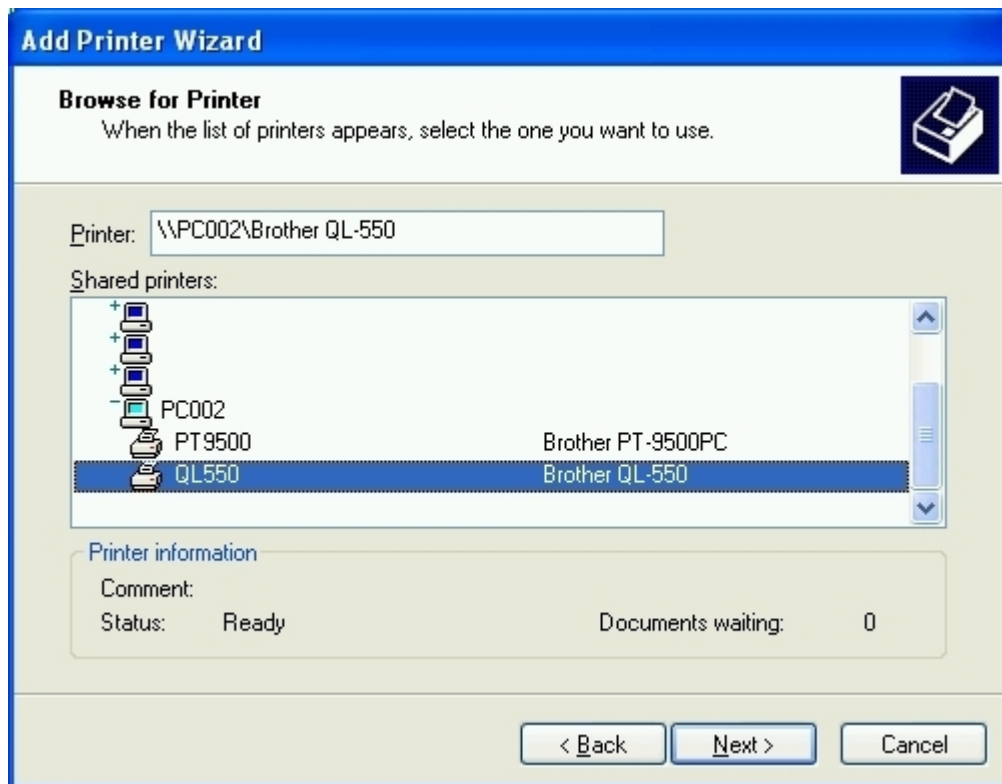 Add Printer Wizard
Browse for Printer
When the list of printers appears, select the one you want to use.
Printer: \\PC002\Brother QL-550
Shared printers:
PC002
PT9500 Brother PT-9500PC
QL550 Brother QL-550
Printer information
Comment:
Status: Ready Documents waiting: 0
< Back Next > Cancel